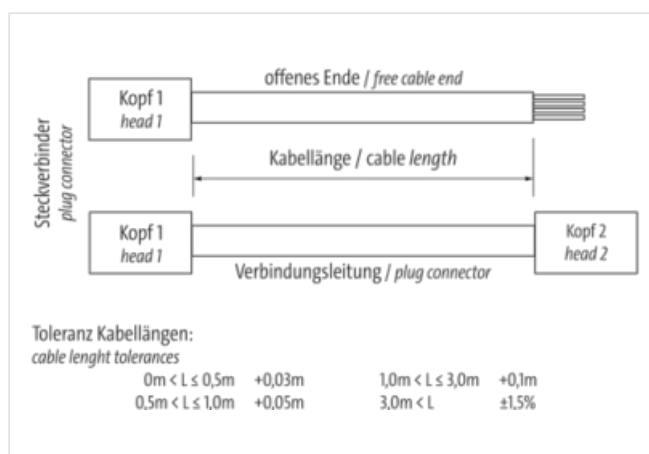 offenes Ende / free cable end
Kopf 1
head 1
Steckverbinder
plug connector
Kabellänge / cable length
Kopf 1
head 1
Kopf 2
head 2
Verbindungsleitung / plug connector
Toleranz Kabellängen:
cable lenght tolerances
0m < L ≤ 0,5m +0,03m 1,0m < L ≤ 3,0m +0,1m
0,5m < L ≤ 1,0m +0,05m 3,0m < L ±1,5%